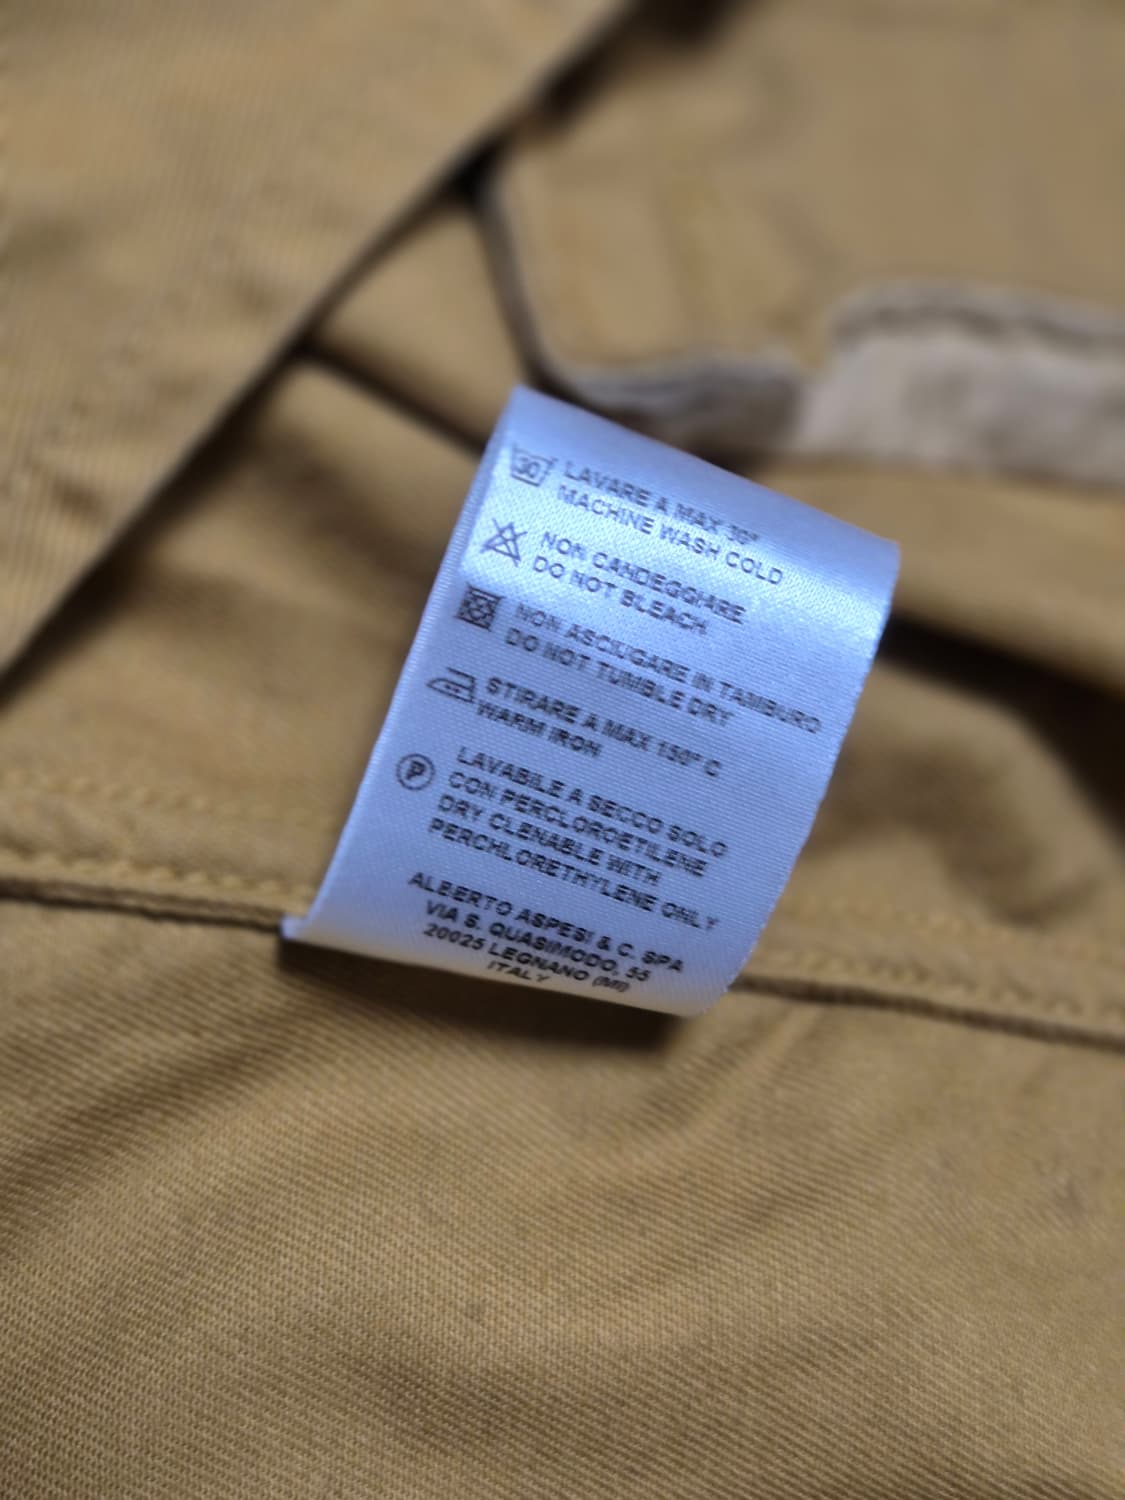 30 LAVARE A MAX 30°
MACHINE WASH COLD
NON CANDEGGIARE
DO NOT BLEACH
NON ASCIUGARE IN TAMBURO
DO NOT TUMBLE DRY
STIRARE A MAX 150° C
WARM IRON
P LAVABILE A SECCO SOLO
CON PERCLOROETILENE
DRY CLENABLE WITH
PERCHLORETHYLENE ONLY
ALBERTO ASPESI & C. SPA
VIA S. QUASIMODO, 55
20025 LEGNANO (MI)
ITALY